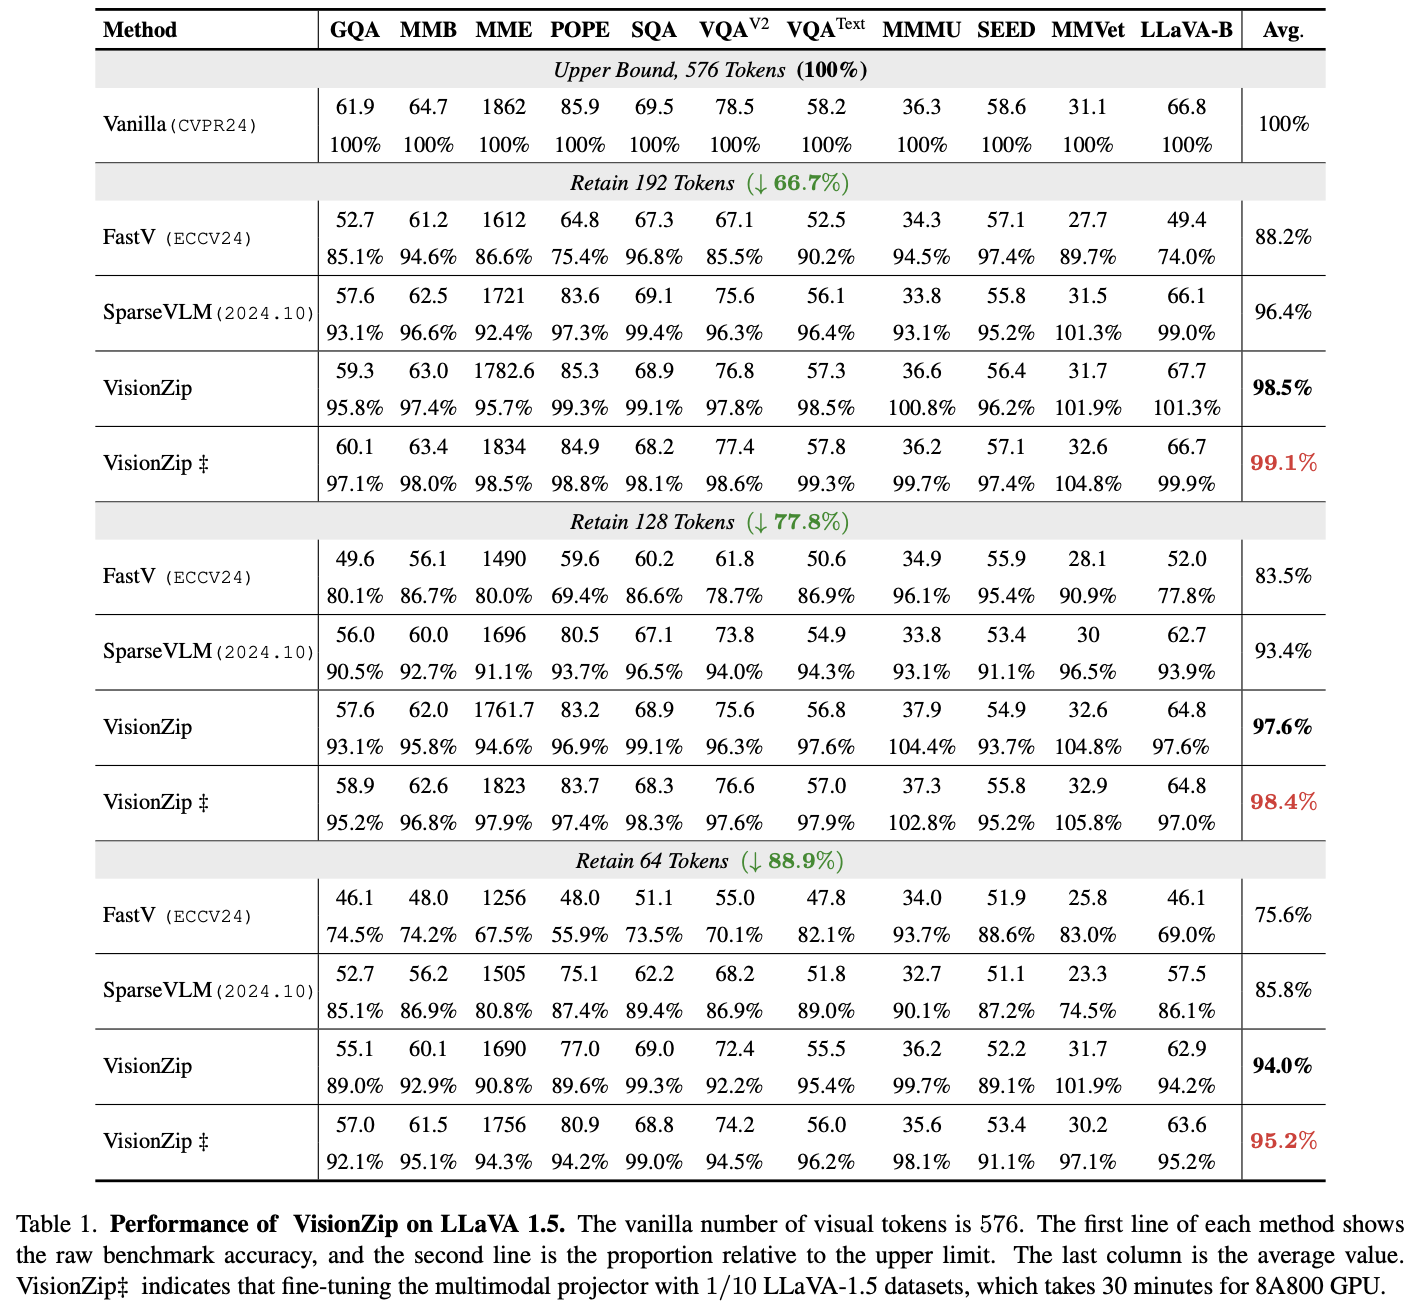 Method GQA MMB MME POPE SQA VQA^V2 VQA^Text MMMU SEED MMVet LLaVA-B Avg.
Upper Bound, 576 Tokens (100%)
Vanilla(CVPR24) 61.9 64.7 1862 85.9 69.5 78.5 58.2 36.3 58.6 31.1 66.8 100%
100% 100% 100% 100% 100% 100% 100% 100% 100% 100% 100%
Retain 192 Tokens (↓ 66.7%)
FastV (ECCV24) 52.7 61.2 1612 64.8 67.3 67.1 52.5 34.3 57.1 27.7 49.4 88.2%
85.1% 94.6% 86.6% 75.4% 96.8% 85.5% 90.2% 94.5% 97.4% 89.7% 74.0%
SparseVLM(2024.10) 57.6 62.5 1721 83.6 69.1 75.6 56.1 33.8 55.8 31.5 66.1 96.4%
93.1% 96.6% 92.4% 97.3% 99.4% 96.3% 96.4% 93.1% 95.2% 101.3% 99.0%
VisionZip 59.3 63.0 1782.6 85.3 68.9 76.8 57.3 36.6 56.4 31.7 67.7 98.5%
95.8% 97.4% 95.7% 99.3% 99.1% 97.8% 98.5% 100.8% 96.2% 101.9% 101.3%
VisionZip ‡ 60.1 63.4 1834 84.9 68.2 77.4 57.8 36.2 57.1 32.6 66.7 99.1%
97.1% 98.0% 98.5% 98.8% 98.1% 98.6% 99.3% 99.7% 97.4% 104.8% 99.9%
Retain 128 Tokens (↓ 77.8%)
FastV (ECCV24) 49.6 56.1 1490 59.6 60.2 61.8 50.6 34.9 55.9 28.1 52.0 83.5%
80.1% 86.7% 80.0% 69.4% 86.6% 78.7% 86.9% 96.1% 95.4% 90.9% 77.8%
SparseVLM(2024.10) 56.0 60.0 1696 80.5 67.1 73.8 54.9 33.8 53.4 30 62.7 93.4%
90.5% 92.7% 91.1% 93.7% 96.5% 94.0% 94.3% 93.1% 91.1% 96.5% 93.9%
VisionZip 57.6 62.0 1761.7 83.2 68.9 75.6 56.8 37.9 54.9 32.6 64.8 97.6%
93.1% 95.8% 94.6% 96.9% 99.1% 96.3% 97.6% 104.4% 93.7% 104.8% 97.6%
VisionZip ‡ 58.9 62.6 1823 83.7 68.3 76.6 57.0 37.3 55.8 32.9 64.8 98.4%
95.2% 96.8% 97.9% 97.4% 98.3% 97.6% 97.9% 102.8% 95.2% 105.8% 97.0%
Retain 64 Tokens (↓ 88.9%)
FastV (ECCV24) 46.1 48.0 1256 48.0 51.1 55.0 47.8 34.0 51.9 25.8 46.1 75.6%
74.5% 74.2% 67.5% 55.9% 73.5% 70.1% 82.1% 93.7% 88.6% 83.0% 69.0%
SparseVLM(2024.10) 52.7 56.2 1505 75.1 62.2 68.2 51.8 32.7 51.1 23.3 57.5 85.8%
85.1% 86.9% 80.8% 87.4% 89.4% 86.9% 89.0% 90.1% 87.2% 74.5% 86.1%
VisionZip 55.1 60.1 1690 77.0 69.0 72.4 55.5 36.2 52.2 31.7 62.9 94.0%
89.0% 92.9% 90.8% 89.6% 99.3% 92.2% 95.4% 99.7% 89.1% 101.9% 94.2%
VisionZip ‡ 57.0 61.5 1756 80.9 68.8 74.2 56.0 35.6 53.4 30.2 63.6 95.2%
92.1% 95.1% 94.3% 94.2% 99.0% 94.5% 96.2% 98.1% 91.1% 97.1% 95.2%
Table 1. Performance of VisionZip on LLaVA 1.5. The vanilla number of visual tokens is 576. The first line of each method shows
the raw benchmark accuracy, and the second line is the proportion relative to the upper limit. The last column is the average value.
VisionZip‡ indicates that fine-tuning the multimodal projector with 1/10 LLaVA-1.5 datasets, which takes 30 minutes for 8A800 GPU.